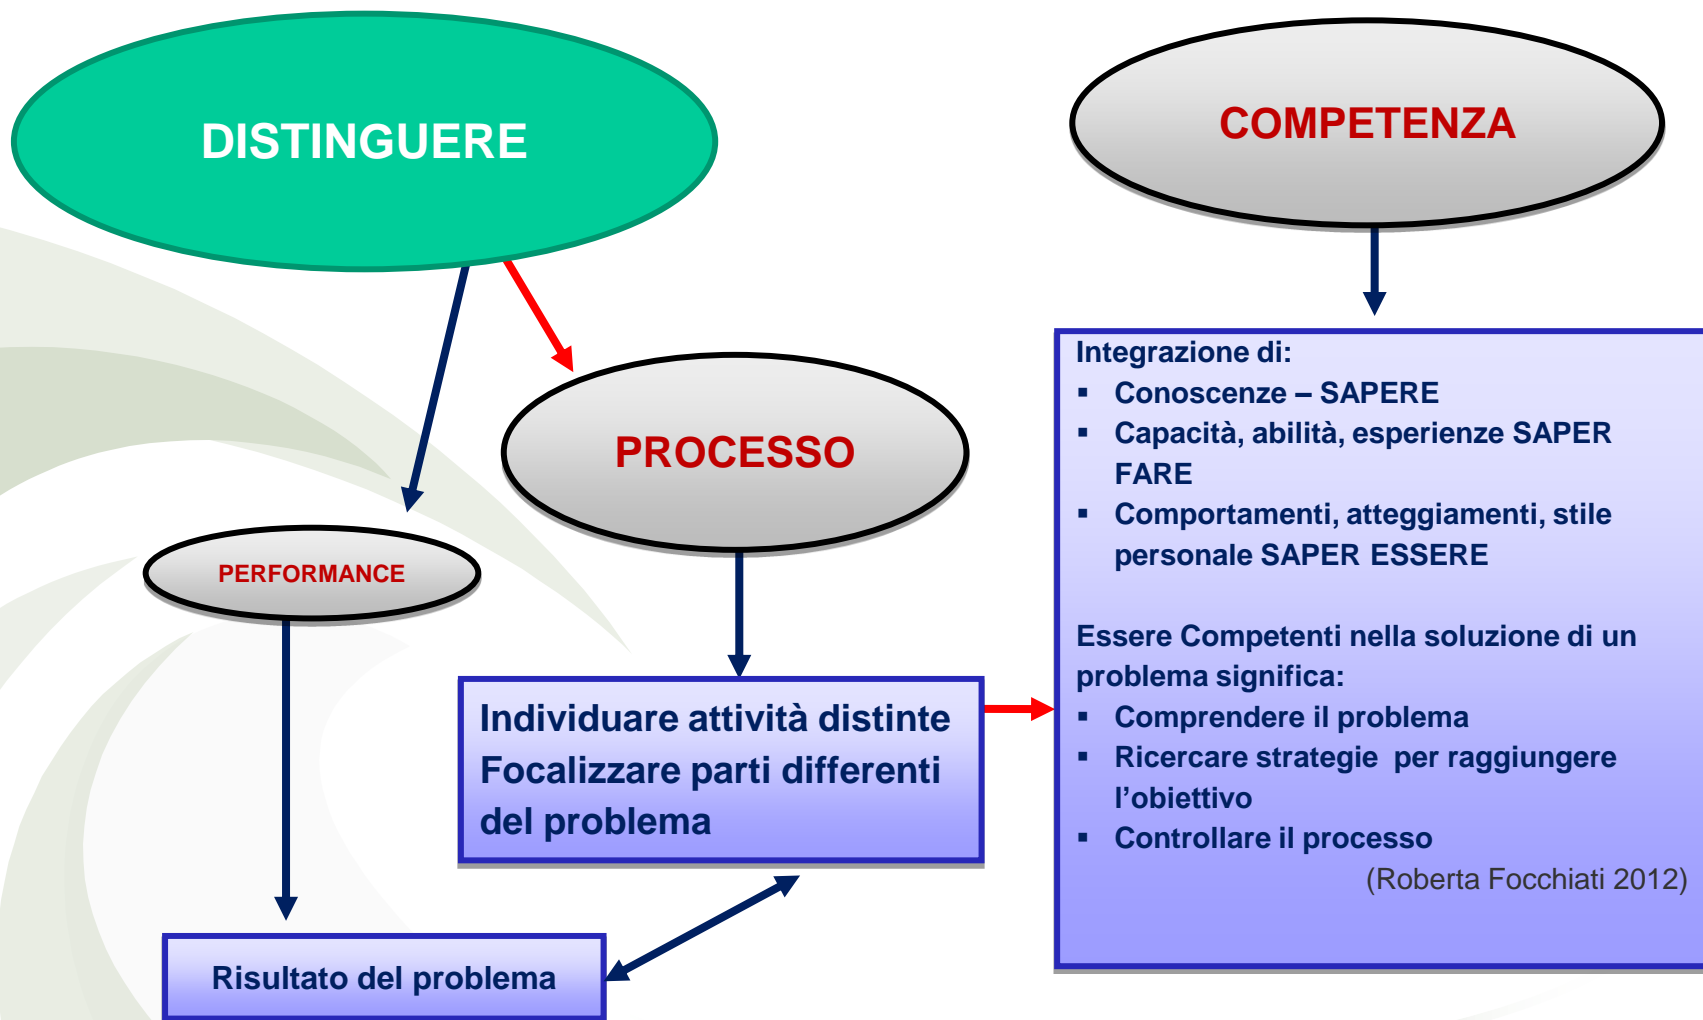 DISTINGUERE
COMPETENZA
PROCESSO
PERFORMANCE
Individuare attività distinte
Focalizzare parti differenti
del problema
Risultato del problema
Integrazione di:
▪ Conoscenze – SAPERE
▪ Capacità, abilità, esperienze SAPER
FARE
▪ Comportamenti, atteggiamenti, stile
personale SAPER ESSERE
Essere Competenti nella soluzione di un
problema significa:
▪ Comprendere il problema
▪ Ricercare strategie per raggiungere
l’obiettivo
▪ Controllare il processo
(Roberta Focchiati 2012)